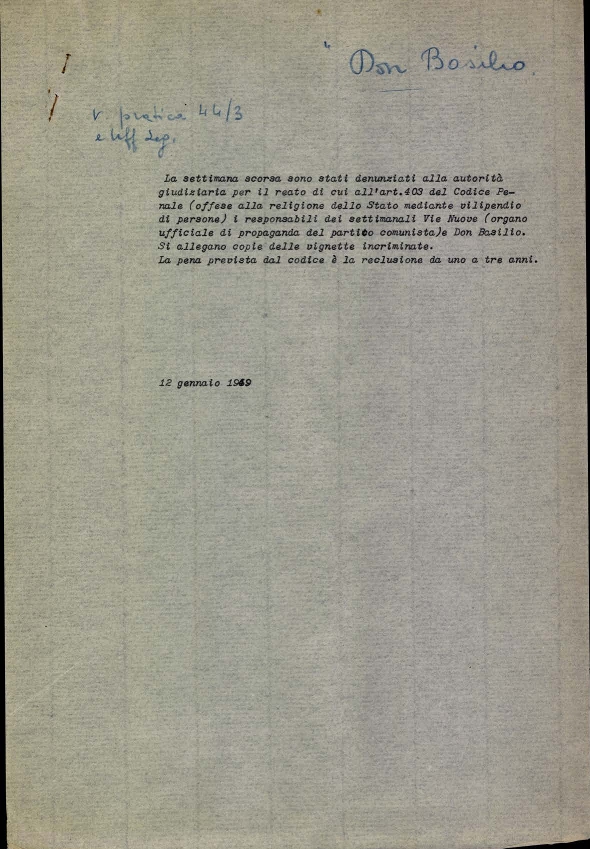 " Don Basilio
v. pratica 44/3
e Uff leg.
La settimana scorsa sono stati denunziati alla autorità
giudiziaria per il reato di cui all'art.403 del Codice Pe-
nale (offese alla religione dello Stato mediante vilipendio
di persone) i responsabili dei settimanali Vie Nuove (organo
ufficiale di propaganda del partito comunista)e Don Basilio.
Si allegano copie delle vignette incriminate.
La pena prevista dal codice è la reclusione da uno a tre anni.
12 gennaio